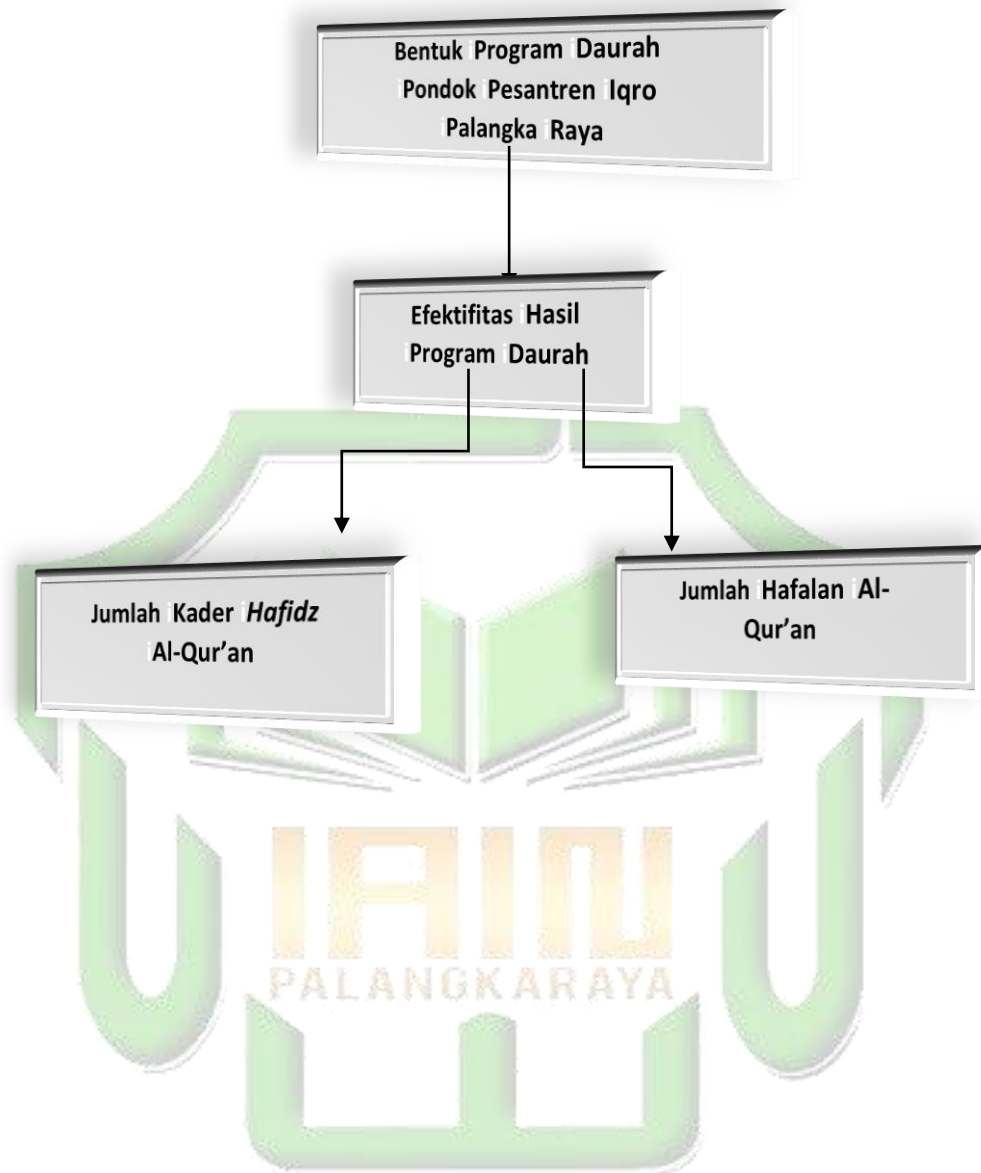 Bentuk Program Daurah
Pondok Pesantren Iqro
Palangka Raya
Efektifitas Hasil
Program Daurah
Jumlah Kader Hafidz
Al-Qur’an
Jumlah Hafalan Al-
Qur’an
IAIN
PALANGKARAYA